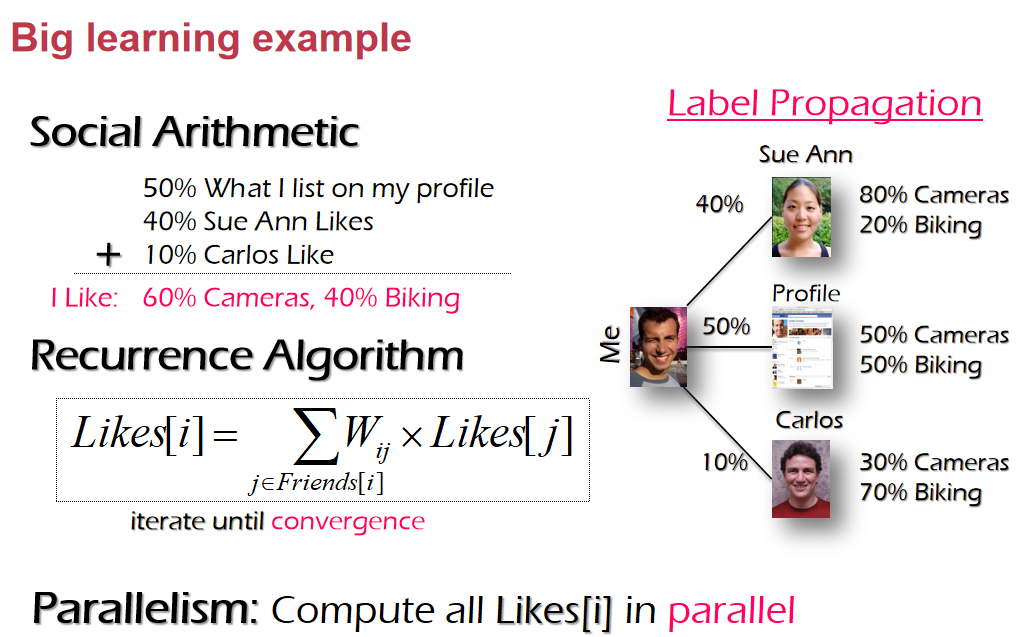 Big learning example
Social Arithmetic
50% What I list on my profile
40% Sue Ann Likes
+ 10% Carlos Like
I Like: 60% Cameras, 40% Biking
Recurrence Algorithm
Likes[i] = ∑ W_ij × Likes[j]
j∈Friends[i]
iterate until convergence
Label Propagation
Sue Ann
40%
80% Cameras
20% Biking
Profile
Me
50%
50% Cameras
50% Biking
Carlos
10%
30% Cameras
70% Biking
Parallelism: Compute all Likes[i] in parallel